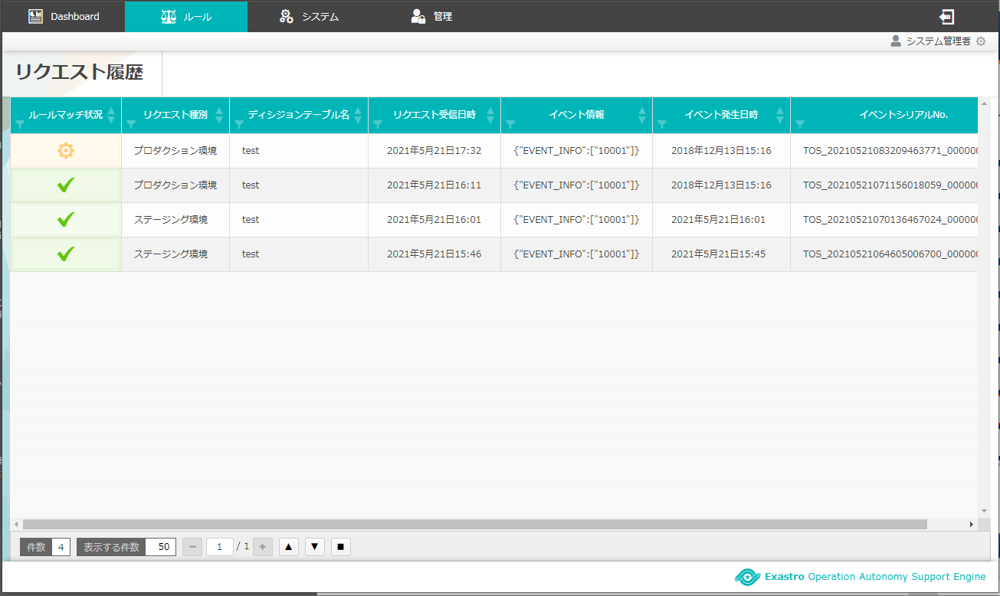 Dashboard ルール システム 管理
システム管理者
リクエスト履歴
ルールマッチ状況 リクエスト種別 ディシジョンテーブル名 リクエスト受信日時 イベント情報 イベント発生日時 イベントシリアルNo.
プロダクション環境 test 2021年5月21日17:32 {"EVENT_INFO":["10001"]} 2018年12月13日15:16 TOS_20210521083209463771_000000
プロダクション環境 test 2021年5月21日16:11 {"EVENT_INFO":["10001"]} 2018年12月13日15:16 TOS_20210521071156018059_000000
ステージング環境 test 2021年5月21日16:01 {"EVENT_INFO":["10001"]} 2021年5月21日16:01 TOS_20210521070136467024_000000
ステージング環境 test 2021年5月21日15:46 {"EVENT_INFO":["10001"]} 2021年5月21日15:45 TOS_20210521064605006700_000000
件数 4 表示する件数 50 − 1 / 1 + ▲ ▼ ■
Exastro Operation Autonomy Support Engine